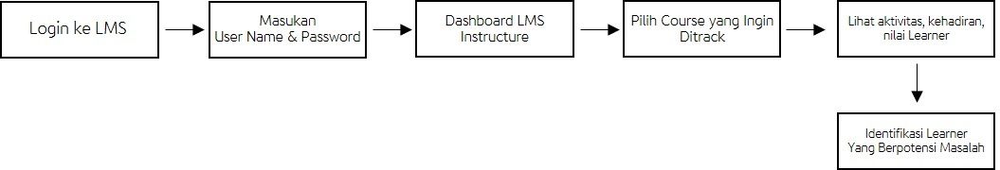 Login ke LMS
Masukan
User Name & Password
Dashboard LMS
Instructure
Pilih Course yang Ingin
Ditrack
Lihat aktivitas, kehadiran,
nilai Learner
Identifikasi Learner
Yang Berpotensi Masalah